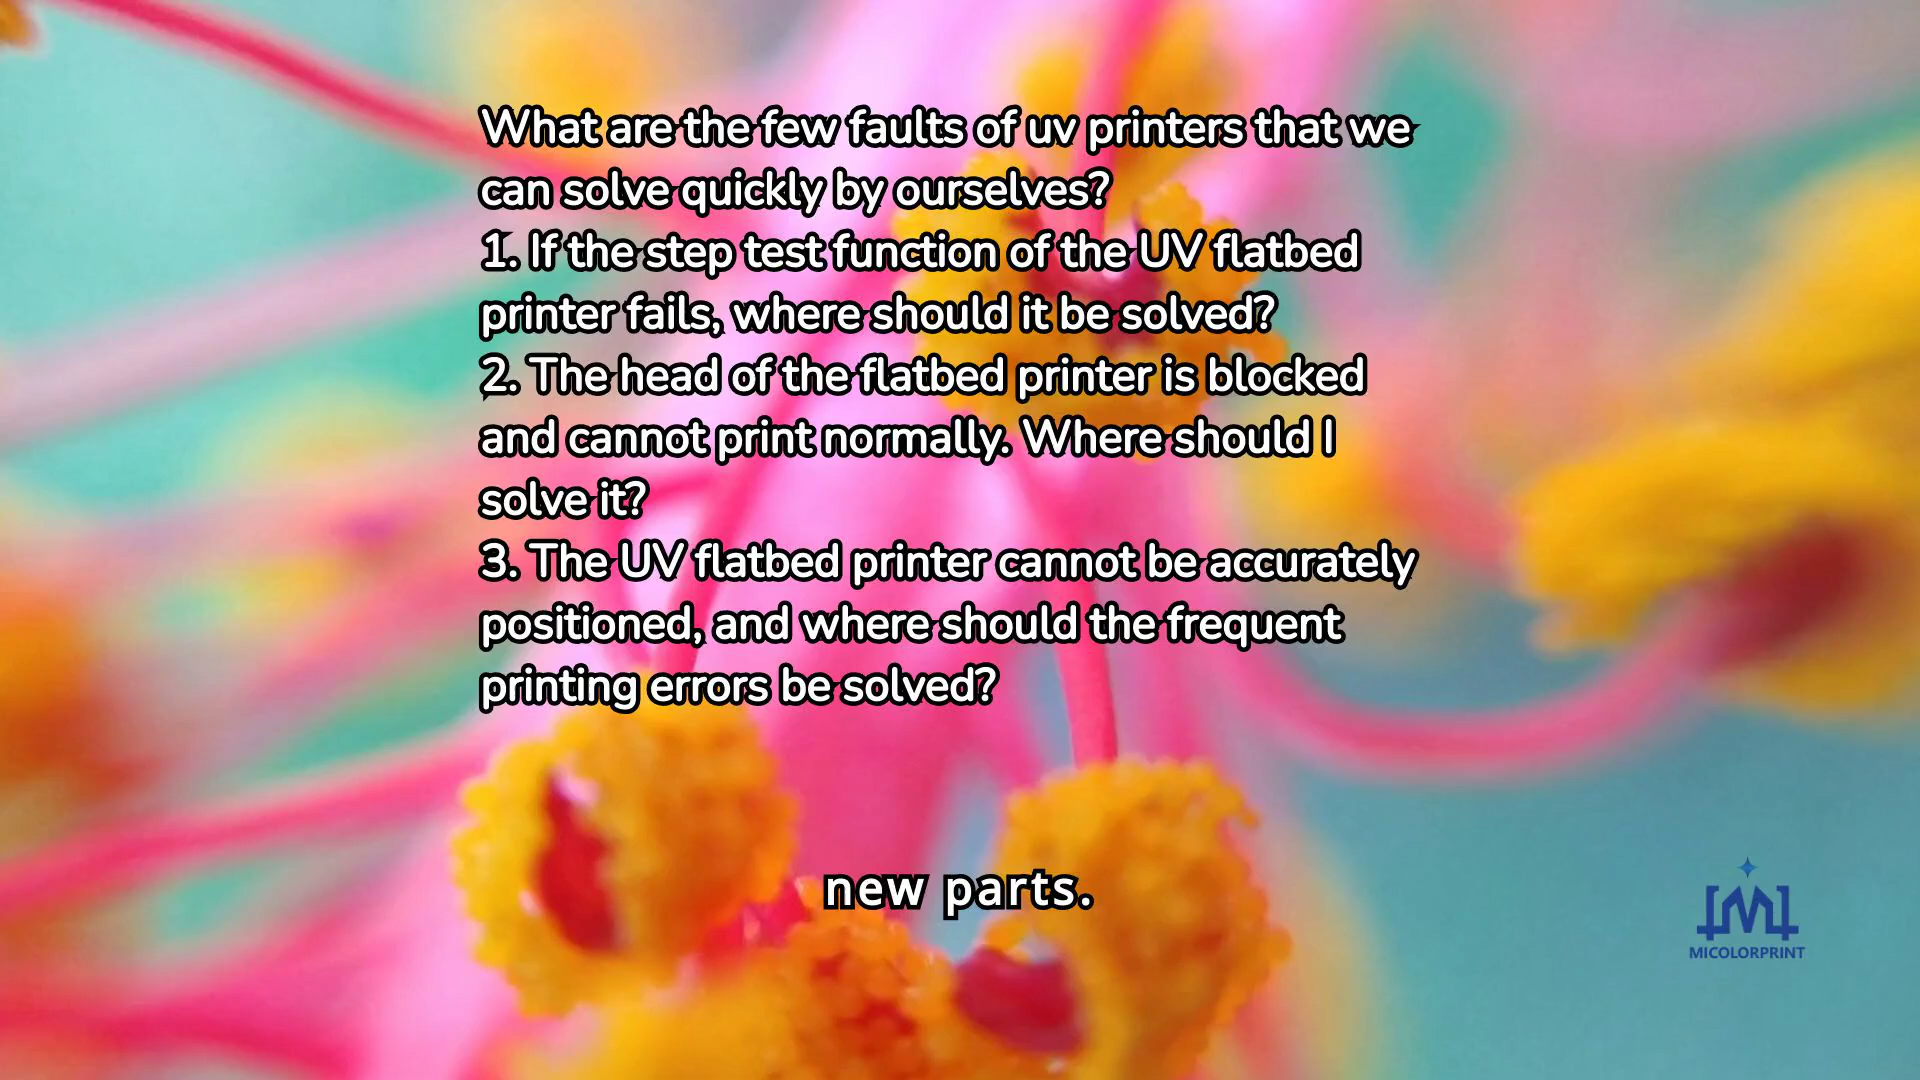 What are the few faults of uv printers that we
can solve quickly by ourselves?
1. If the step test function of the UV flatbed
printer fails, where should it be solved?
2. The head of the flatbed printer is blocked
and cannot print normally. Where should I
solve it?
3. The UV flatbed printer cannot be accurately
positioned, and where should the frequent
printing errors be solved?
new parts.
MICOLORPRINT